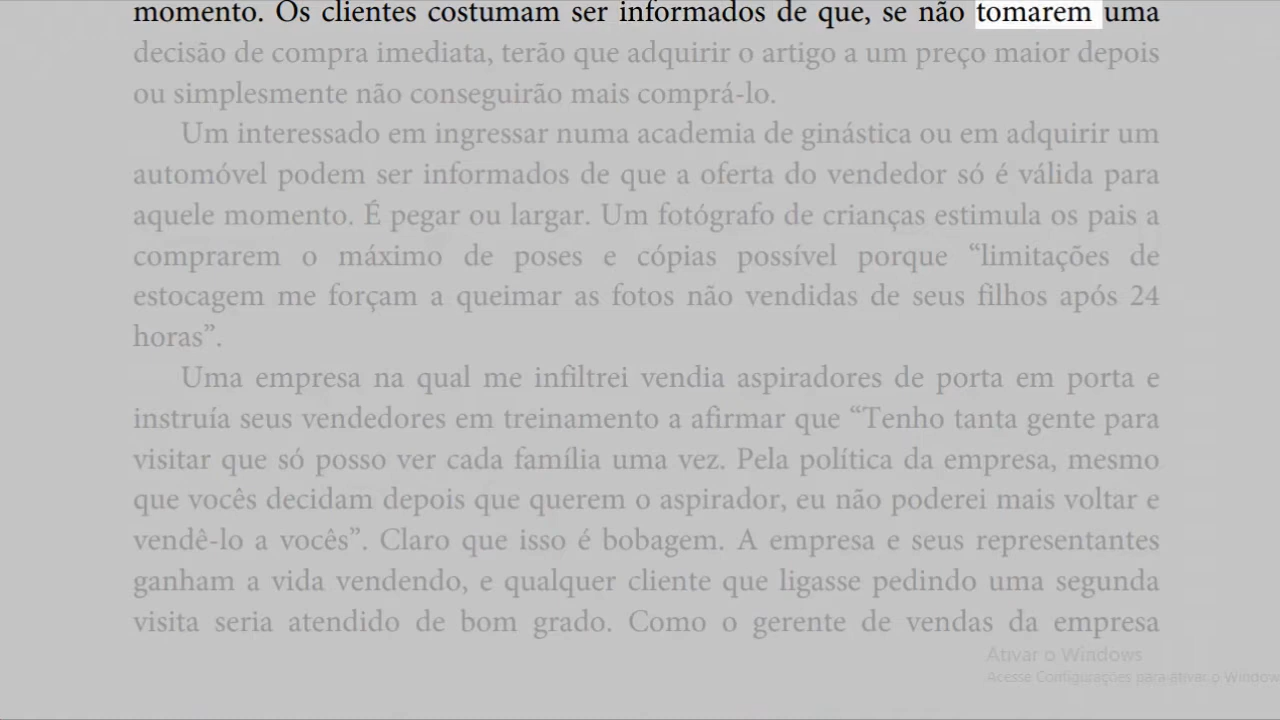 momento. Os clientes costumam ser informados de que, se não tomarem uma
decisão de compra imediata, terão que adquirir o artigo a um preço maior depois
ou simplesmente não conseguirão mais comprá-lo.
Um interessado em ingressar numa academia de ginástica ou em adquirir um
automóvel podem ser informados de que a oferta do vendedor só é válida para
aquele momento. É pegar ou largar. Um fotógrafo de crianças estimula os pais a
comprarem o máximo de poses e cópias possível porque “limitações de
estocagem me forçam a queimar as fotos não vendidas de seus filhos após 24
horas”.
Uma empresa na qual me infiltrei vendia aspiradores de porta em porta e
instruía seus vendedores em treinamento a afirmar que “Tenho tanta gente para
visitar que só posso ver cada família uma vez. Pela política da empresa, mesmo
que vocês decidam depois que querem o aspirador, eu não poderei mais voltar e
vendê-lo a vocês”. Claro que isso é bobagem. A empresa e seus representantes
ganham a vida vendendo, e qualquer cliente que ligasse pedindo uma segunda
visita seria atendido de bom grado. Como o gerente de vendas da empresa
Ativar o Windows
Acesse Configurações para ativar o Window